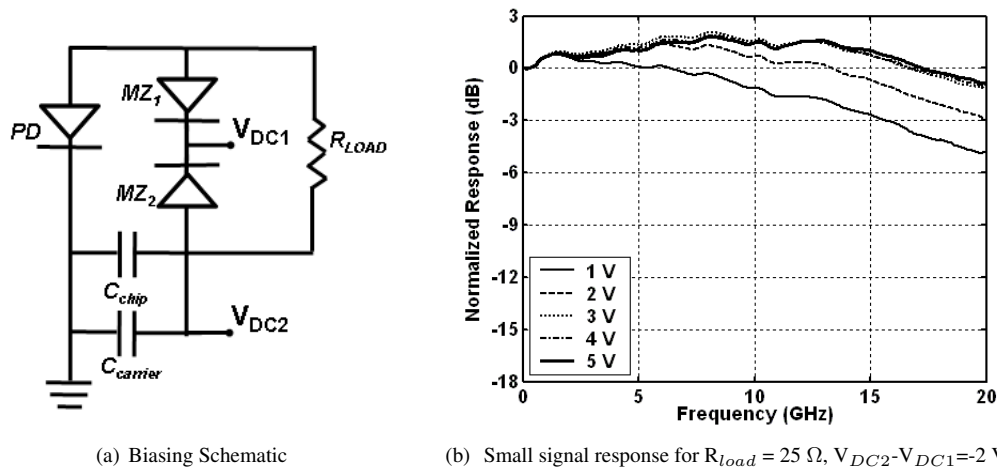 MZ1
PD
VDC1
RLOAD
MZ2
Cchip
VDC2
Ccarrier
(a) Biasing Schematic
Normalized Response (dB)
3
0
-3
-6
-9
-12
-15
-18
1 V
2 V
3 V
4 V
5 V
0 5 10 15 20
Frequency (GHz)
(b) Small signal response for Rload = 25 Ω, VDC2-VDC1=-2 V